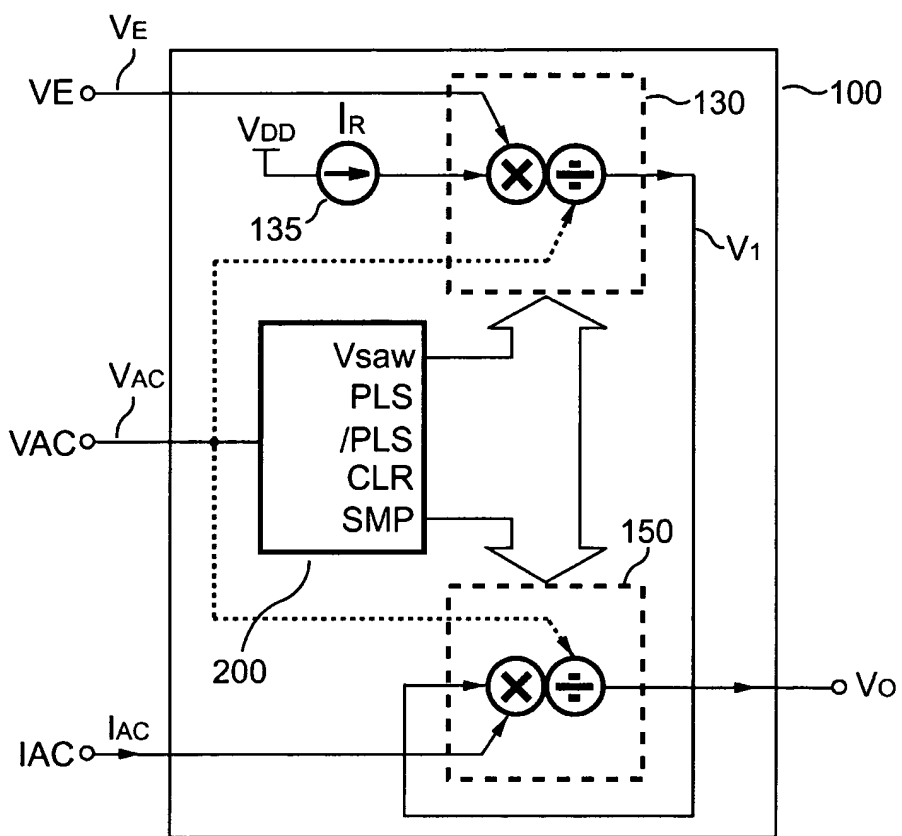 VE
VE
130
100
VDD
IR
135
V1
Vsaw
PLS
/PLS
CLR
SMP
VAC
VAC
150
200
VO
IAC
IAC